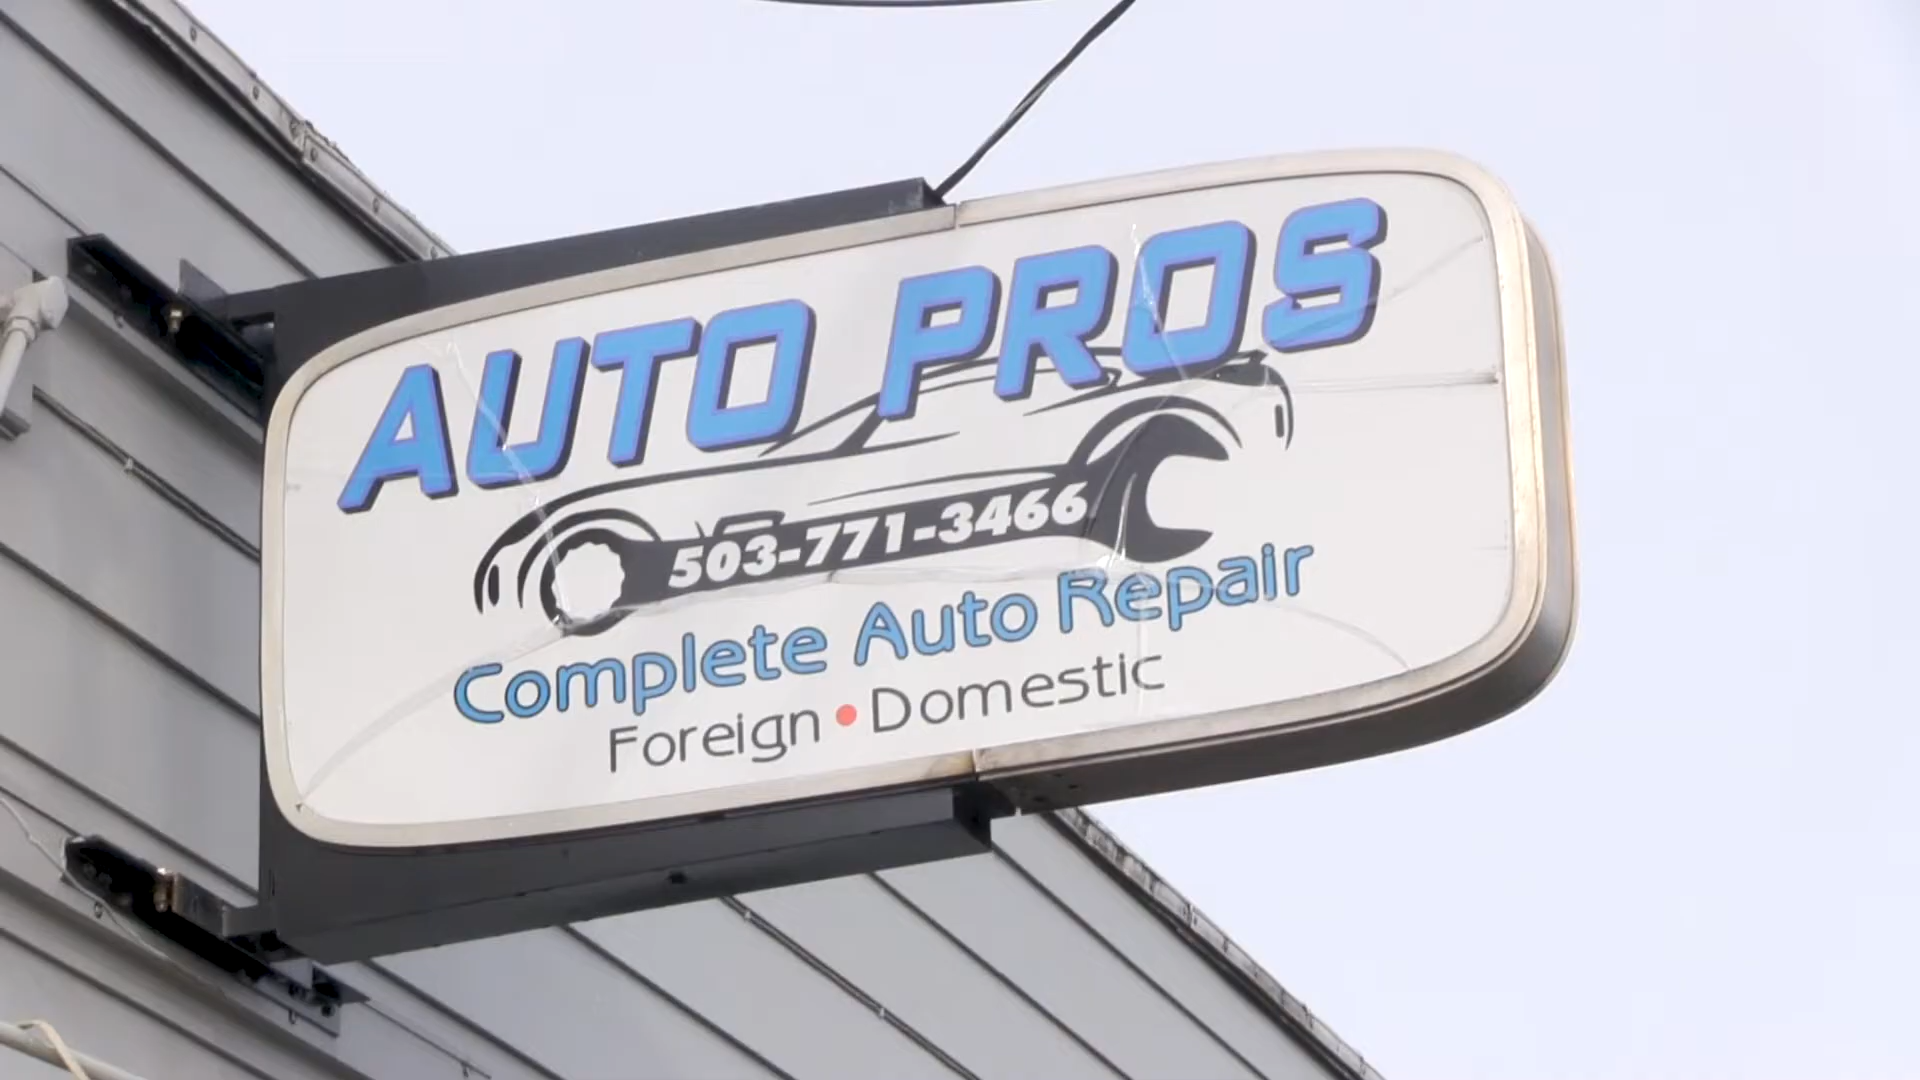 AUTO PROS
503-771-3466
Complete Auto Repair
Foreign • Domestic